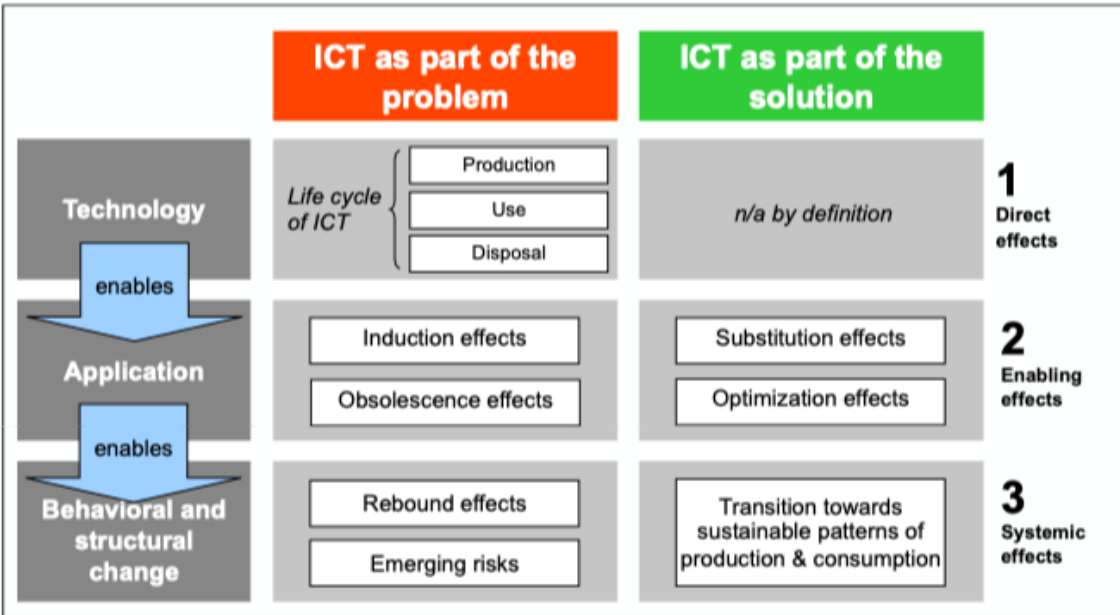 ICT as part of the
problem
ICT as part of the
solution
Technology
Life cycle
of ICT
Production
Use
Disposal
n/a by definition
1
Direct
effects
enables
Application
Induction effects
Obsolescence effects
Substitution effects
Optimization effects
2
Enabling
effects
enables
Behavioral and
structural
change
Rebound effects
Emerging risks
Transition towards
sustainable patterns of
production & consumption
3
Systemic
effects